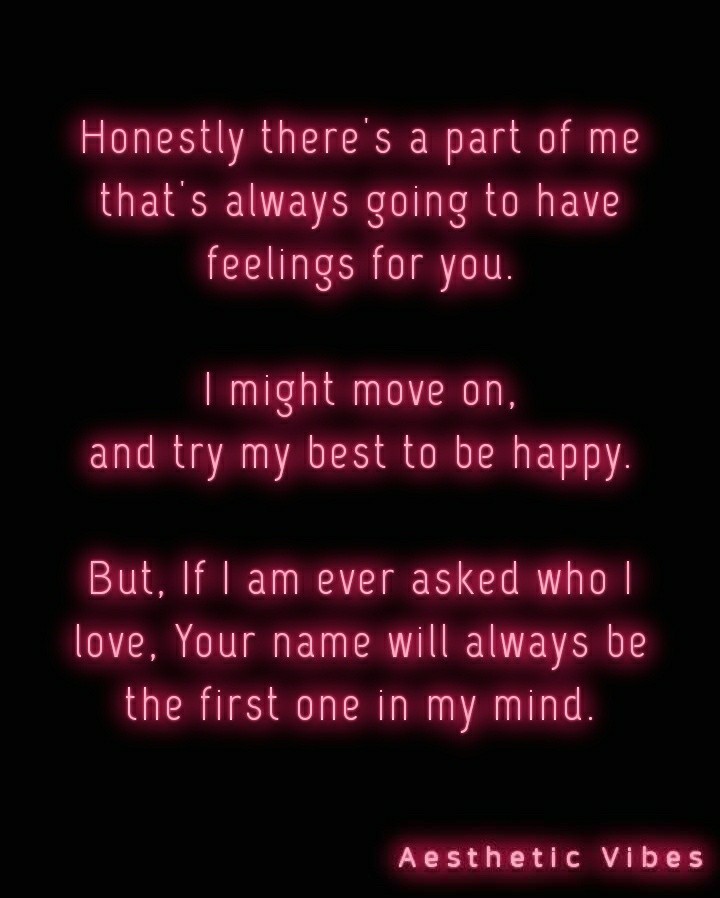 Honestly there's a part of me
that's always going to have
feelings for you.
I might move on,
and try my best to be happy.
But, If I am ever asked who I
love, Your name will always be
the first one in my mind.
Aesthetic Vibes